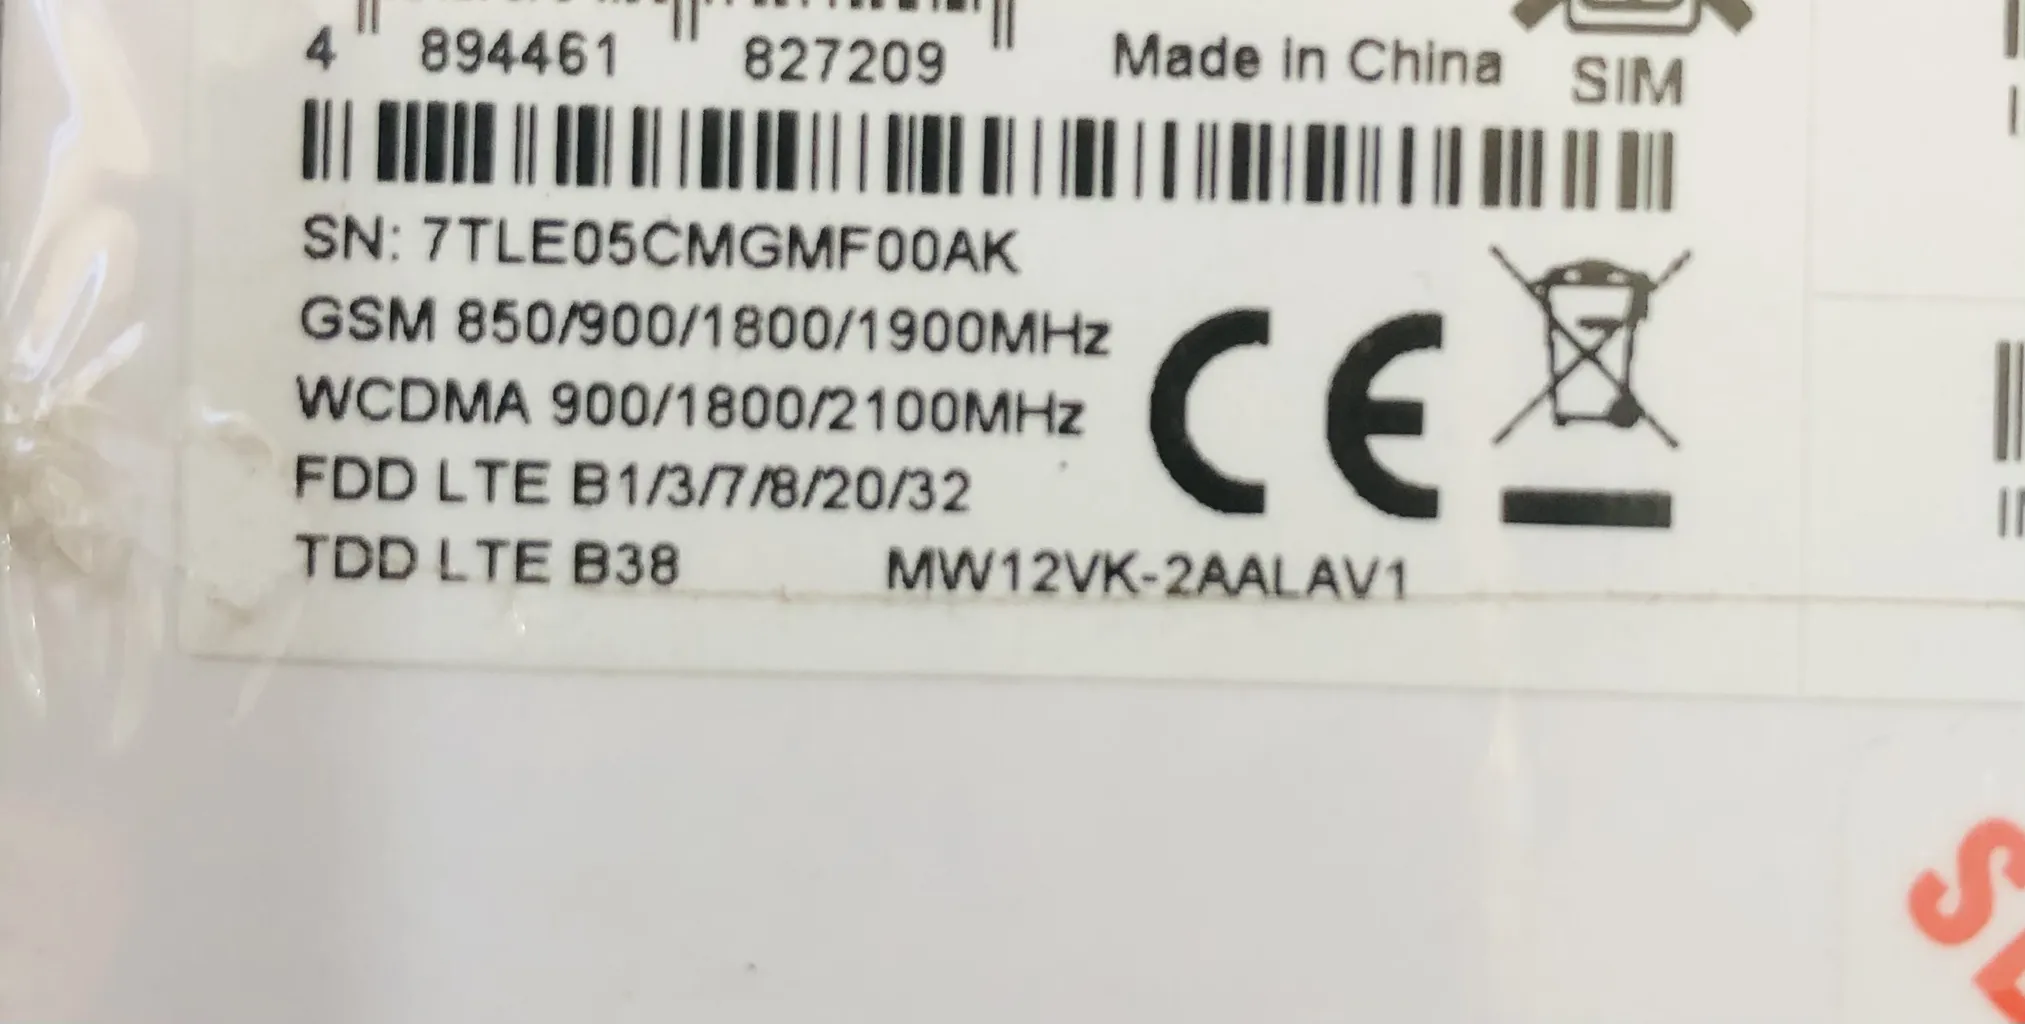 4 894461 827209 Made in China SIM
SN: 7TLE05CMGMF00AK
GSM 850/900/1800/1900MHz
WCDMA 900/1800/2100MHz
FDD LTE B1/3/7/8/20/32
TDD LTE B38 MW12VK-2AALAV1
CE